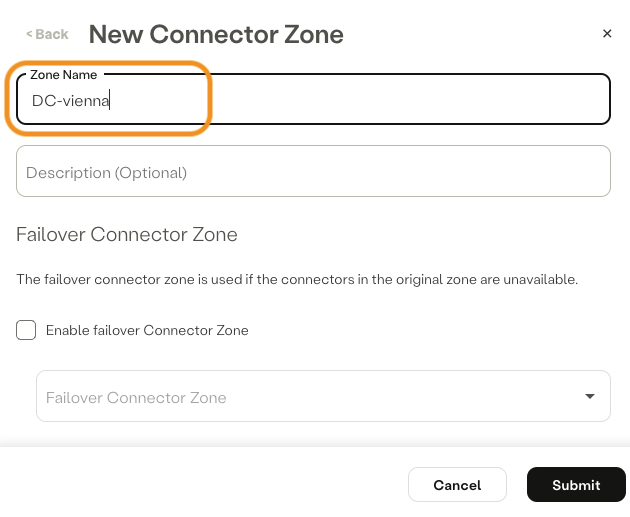 < Back
New Connector Zone
×
Zone Name
DC-vienna
Description (Optional)
Failover Connector Zone
The failover connector zone is used if the connectors in the original zone are unavailable.
Enable failover Connector Zone
Failover Connector Zone
Cancel
Submit